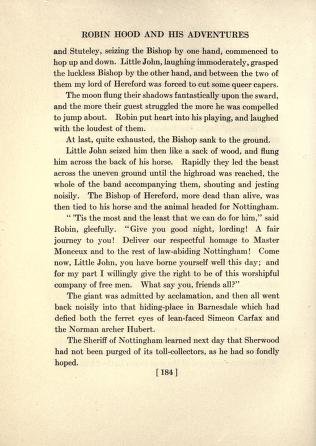 ROBIN HOOD AND HIS ADVENTURES
and Stuteley, seizing the Bishop by one hand, commenced to
hop up and down. Little John, laughing immoderately, grasped
the luckless Bishop by the other hand, and between the two of
them my lord of Hereford was forced to cut some queer capers.
The moon flung their shadows fantastically upon the sward,
and the more their guest struggled the more he was compelled
to jump about. Robin put heart into his playing, and laughed
with the loudest of them.
At last, quite exhausted, the Bishop sank to the ground.
Little John seized him then like a sack of wood, and flung
him across the back of his horse. Rapidly they led the beast
across the uneven ground until the highroad was reached, the
whole of the band accompanying them, shouting and jesting
noisily. The Bishop of Hereford, more dead than alive, was
then tied to his horse and the animal headed for Nottingham.
" 'Tis the most and the least that we can do for him," said
Robin, gleefully. "Give you good night, lording! A fair
journey to you! Deliver our respectful homage to Master
Monceux and to the rest of law-abiding Nottingham! Come
now, Little John, you have borne yourself well this day; and
for my part I willingly give the right to be of this worshipful
company of free men. What say you, friends all?"
The giant was admitted by acclamation, and then all went
back noisily into that hiding-place in Barnesdale which had
defied both the ferret eyes of lean-faced Simeon Carfax and
the Norman archer Hubert.
The Sheriff of Nottingham learned next day that Sherwood
had not been purged of its toll-collectors, as he had so fondly
hoped.
[184]